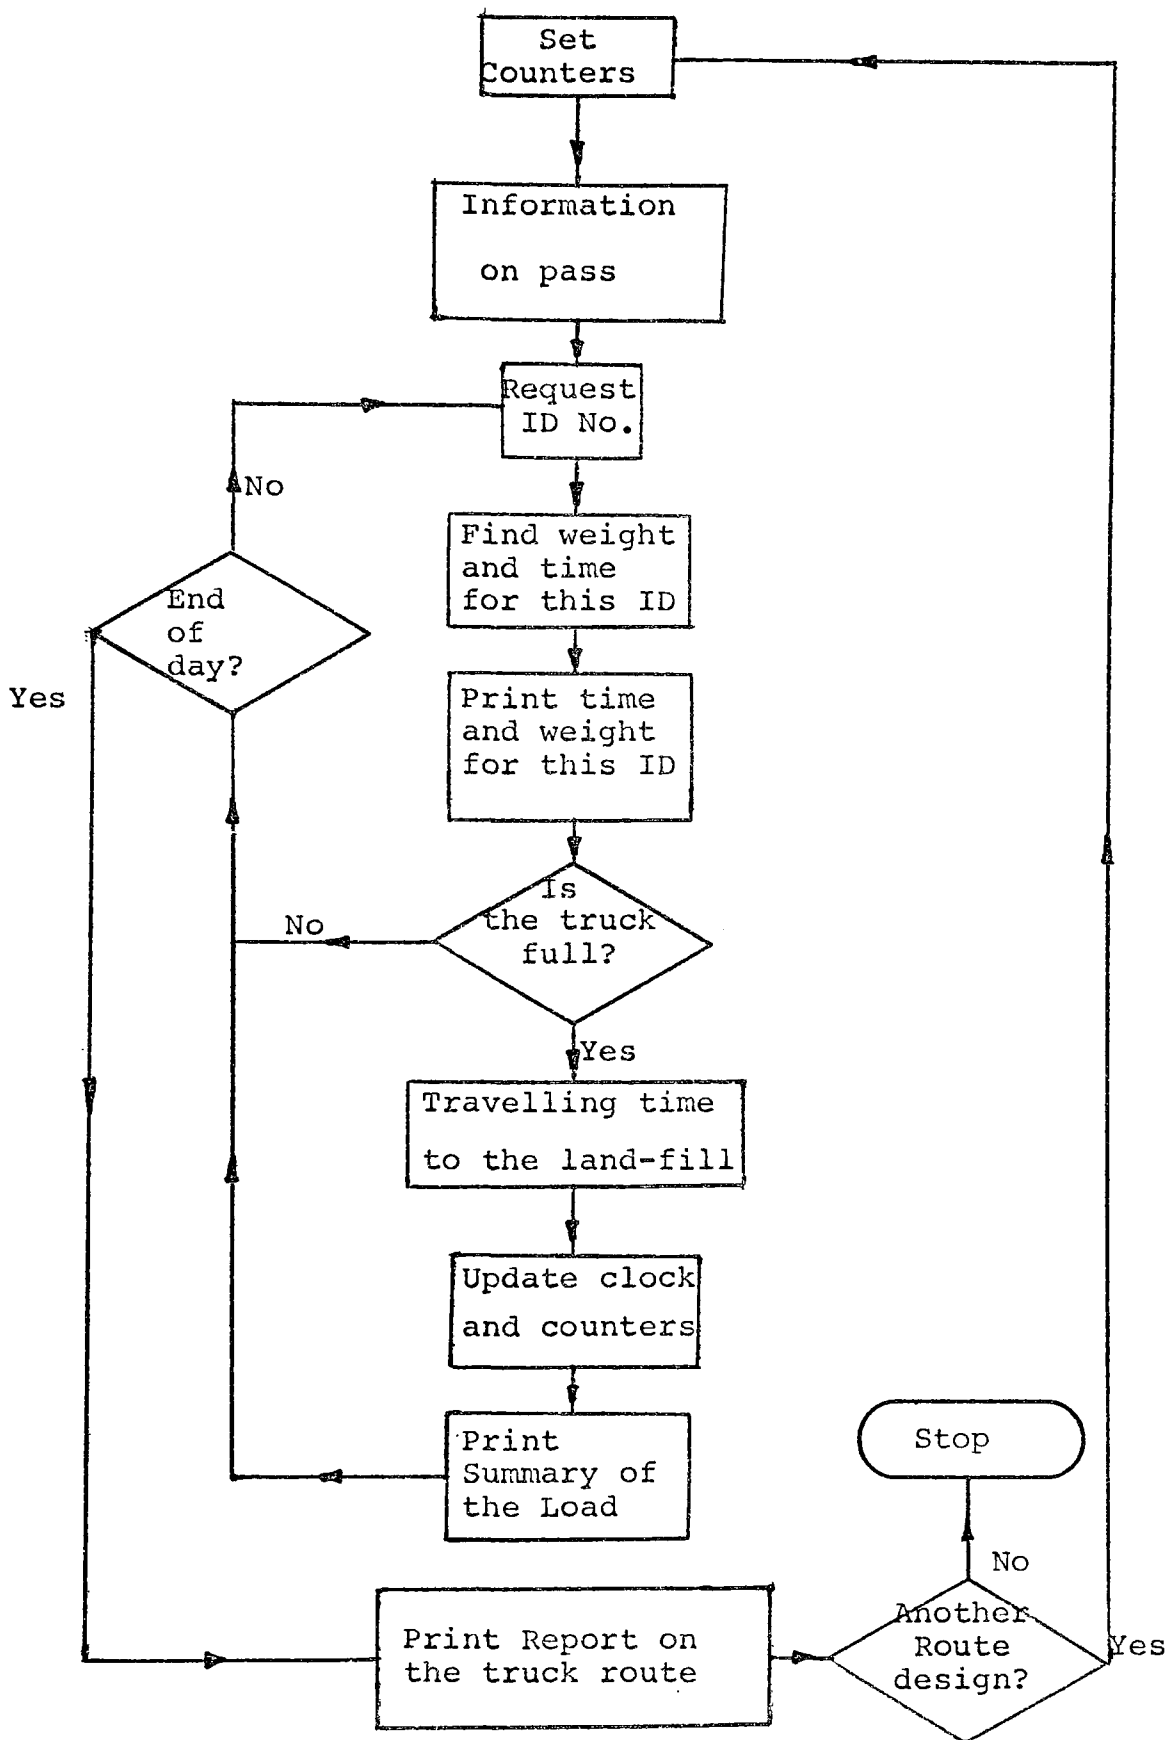 Set
Counters
Information
on pass
Request
ID No.
No
Find weight
and time
for this ID
End
of
day?
Yes
Print time
and weight
for this ID
Is
the truck
full?
No
Yes
Travelling time
to the land-fill
Update clock
and counters
Print
Summary of
the Load
Stop
No
Print Report on
the truck route
Another
Route
design?
Yes